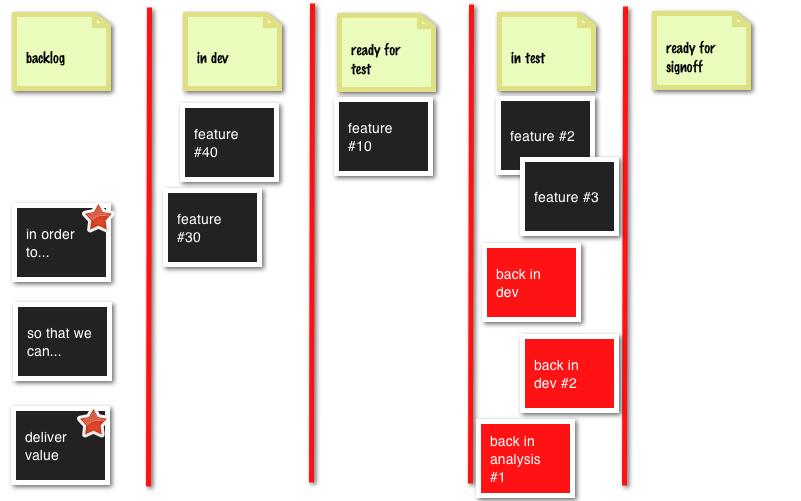 backlog
in dev
ready for
test
in test
ready for
signoff
in order
to...
so that we
can...
deliver
value
feature
#40
feature
#30
feature
#10
feature #2
feature #3
back in
dev
back in
dev #2
back in
analysis
#1